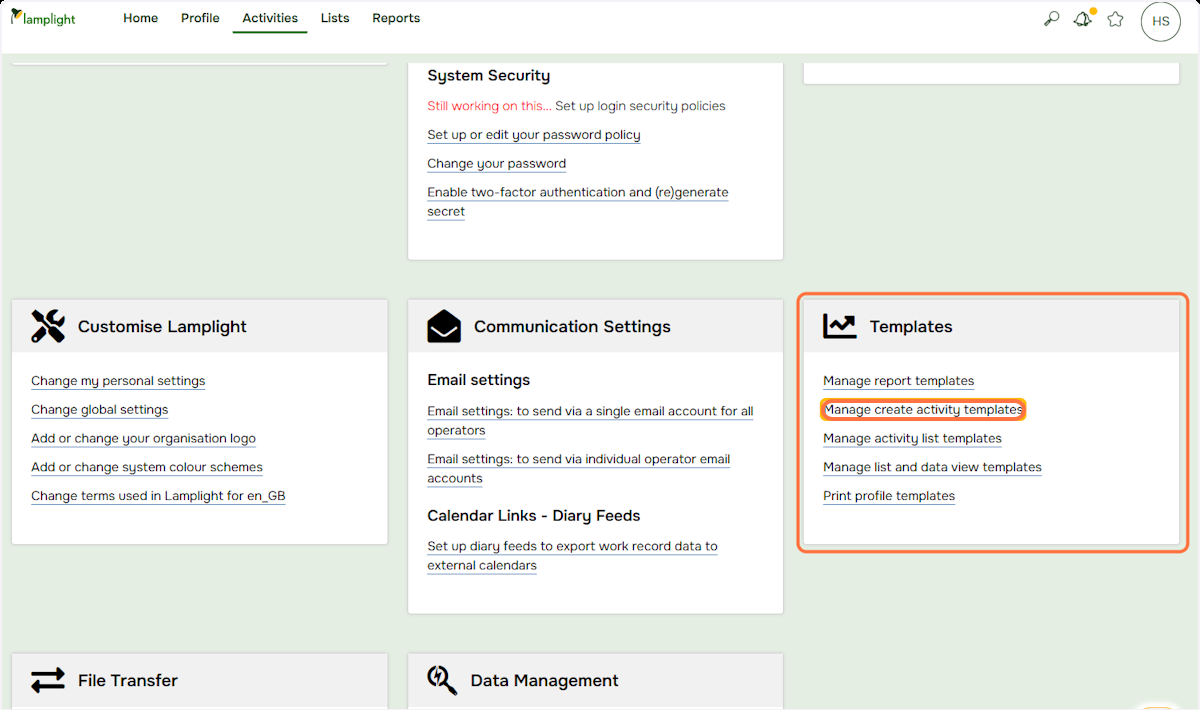 lamplight
Home
Profile
Activities
Lists
Reports
HS
System Security
Still working on this... Set up login security policies
Set up or edit your password policy
Change your password
Enable two-factor authentication and (re)generate
secret
Customise Lamplight
Change my personal settings
Change global settings
Add or change your organisation logo
Add or change system colour schemes
Change terms used in Lamplight for en_GB
Communication Settings
Email settings
Email settings: to send via a single email account for all
operators
Email settings: to send via individual operator email
accounts
Calendar Links - Diary Feeds
Set up diary feeds to export work record data to
external calendars
Templates
Manage report templates
Manage create activity templates
Manage activity list templates
Manage list and data view templates
Print profile templates
File Transfer
Data Management